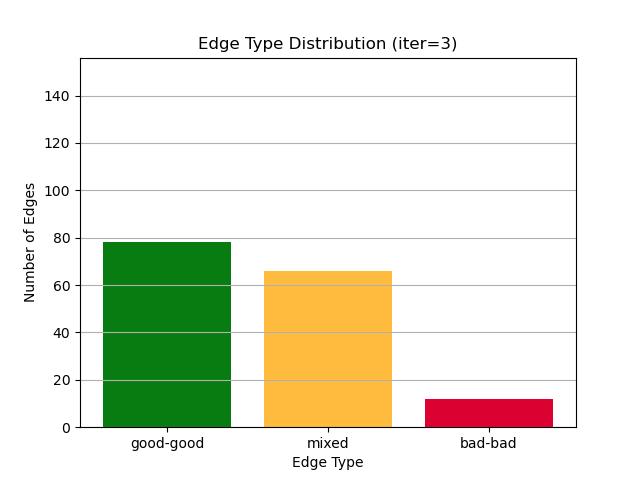 Edge Type Distribution (iter=3)
Number of Edges
140
120
100
80
60
40
20
0
good-good
mixed
bad-bad
Edge Type